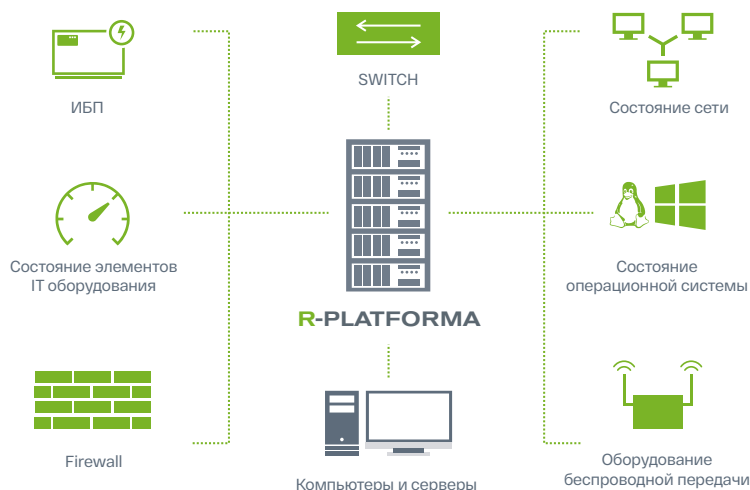 ИБП
SWITCH
Состояние сети
Состояние элементов
IT оборудования
Состояние
операционной системы
R-PLATFORMA
Firewall
Компьютеры и серверы
Оборудование
беспроводной передачи